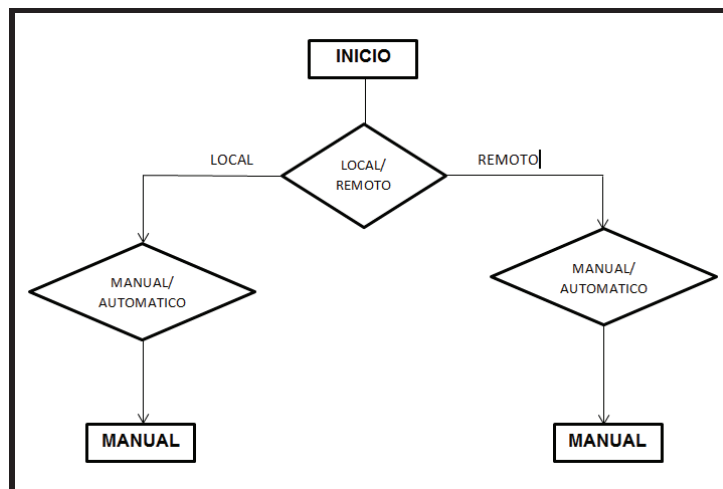 INICIO
LOCAL
LOCAL/
REMOTO
REMOTO
MANUAL/
AUTOMATICO
MANUAL/
AUTOMATICO
MANUAL
MANUAL